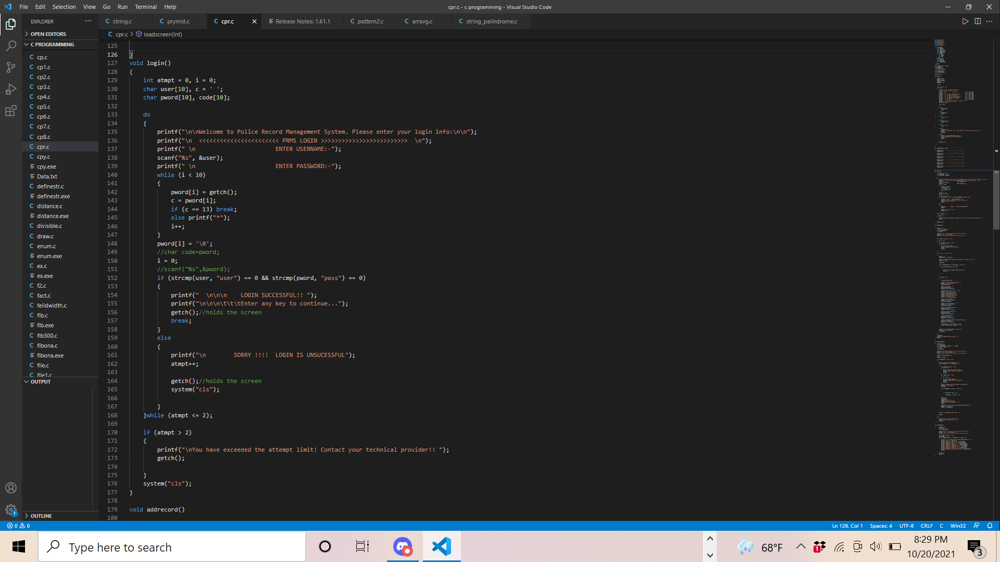 File Edit Selection View Go Run Terminal Help
cpr.c - c programming - Visual Studio Code
EXPLORER
string.c
prymid.c
cpr.c
Release Notes: 1.61.1
pattern2.c
arravg.c
string_palindrome.c
OPEN EDITORS
C PROGRAMMING
cpr.c > loadscreen(int)
cp.c
cp1.c
cp2.c
cp3.c
cp4.c
cp5.c
cp6.c
cp7.c
cp8.c
cpr.c
cpy.c
cpy.exe
Data.txt
definestr.c
definestr.exe
distance.c
distance.exe
divisible.c
draw.c
enum.c
enum.exe
ex.c
ex.exe
f2.c
fact.c
feildwidth.c
fib.c
fib.exe
fib300.c
fibona.c
fibona.exe
file.c
file1.c
OUTPUT
OUTLINE
125
126 }
127 void login()
128 {
129 int atmpt = 0, i = 0;
130 char user[10], c = ' ';
131 char pword[10], code[10];
132
133 do
134 {
135 printf("\n\nWelcome to Police Record Management System. Please enter your login info:\n\n");
136 printf("\n <<<<<<<<<<<<<<<<<<<<<<< PRMS LOGIN >>>>>>>>>>>>>>>>>>>>>>>>> \n");
137 printf(" \n ENTER USERNAME:-");
138 scanf("%s", &user);
139 printf(" \n ENTER PASSWORD:-");
140 while (i < 10)
141 {
142 pword[i] = getch();
143 c = pword[i];
144 if (c == 13) break;
145 else printf("*");
146 i++;
147 }
148 pword[i] = '\0';
149 //char code=pword;
150 i = 0;
151 //scanf("%s",&pword);
152 if (strcmp(user, "user") == 0 && strcmp(pword, "pass") == 0)
153 {
154 printf(" \n\n\n LOGIN SUCCESSFUL!! ");
155 printf("\n\n\n\t\t\tEnter any key to continue...");
156 getch();//holds the screen
157 break;
158 }
159 else
160 {
161 printf("\n SORRY !!!! LOGIN IS UNSUCESSFUL");
162 atmpt++;
163
164 getch();//holds the screen
165 system("cls");
166
167 }
168 }while (atmpt <= 2);
169
170 if (atmpt > 2)
171 {
172 printf("\nYou have exceeded the attempt limit! Contact your technical provider!! ");
173 getch();
174
175 }
176 system("cls");
177 }
178
179 void addrecord()
180
0 0
Ln 126, Col 1 Spaces: 4 UTF-8 CRLF C Win32
1
Type here to search
68°F
1
8:29 PM
10/20/2021
3